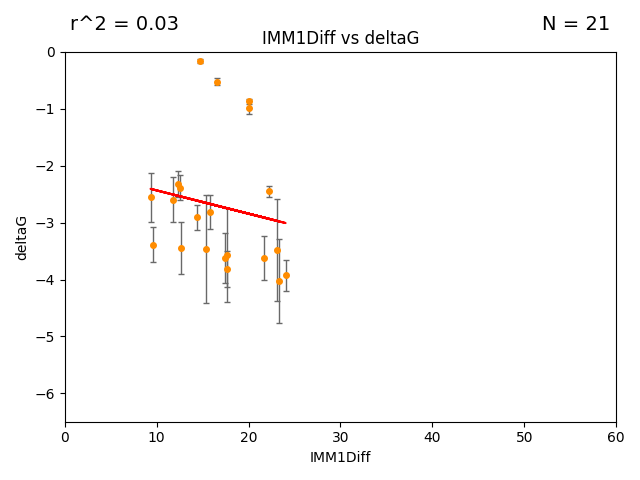 r^2 = 0.03
N = 21
IMM1Diff vs deltaG
0
−1
−2
−3
−4
−5
−6
deltaG
0 10 20 30 40 50 60
IMM1Diff